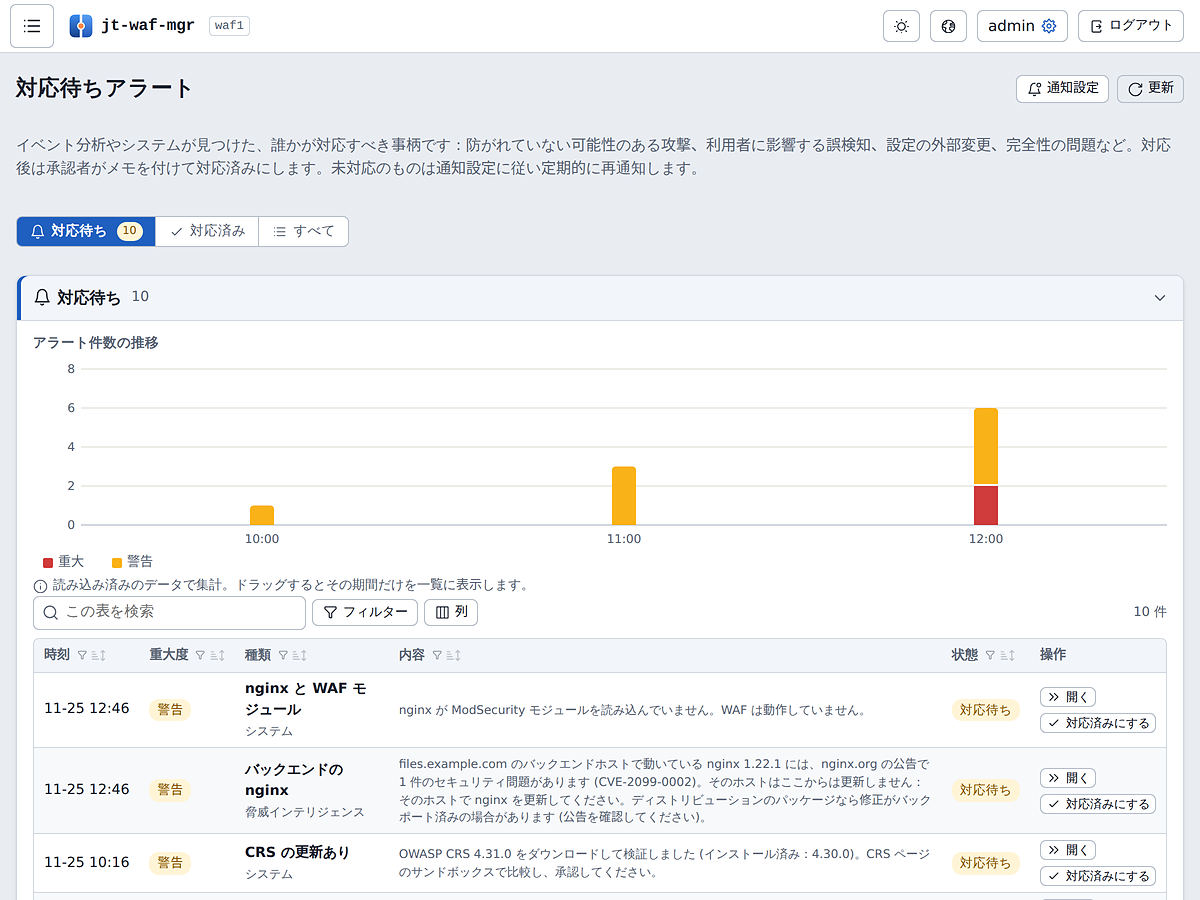 jt-waf-mgr waf1 admin ログアウト
対応待ちアラート 通知設定 更新
イベント分析やシステムが見つけた、誰かが対応すべき事柄です：防がれていない可能性のある攻撃、利用者に影響する誤検知、設定の外部変更、完全性の問題など。対応
後は承認者がメモを付けて対応済みにします。未対応のものは通知設定に従い定期的に再通知します。
対応待ち 10 対応済み すべて
対応待ち 10
アラート件数の推移
8
6
4
2
0
10:00 11:00 12:00
重大 警告
読み込み済みのデータで集計。ドラッグするとその期間だけを一覧に表示します。
この表を検索 フィルター 列 10 件
時刻 重大度 種類 内容 状態 操作
11-25 12:46 警告 nginx と WAF モ
ジュール
システム
nginx が ModSecurity モジュールを読み込んでいません。WAF は動作していません。
対応待ち 開く
対応済みにする
11-25 12:46 警告 バックエンドの
nginx
脅威インテリジェンス
files.example.com のバックエンドホストで動いている nginx 1.22.1 には、nginx.org の公告で
1 件のセキュリティ問題があります (CVE-2099-0002)。そのホストはここからは更新しません：
そのホストで nginx を更新してください。ディストリビューションのパッケージなら修正がバック
ポート済みの場合があります (公告を確認してください)。
対応待ち 開く
対応済みにする
11-25 10:16 警告 CRS の更新あり
システム
OWASP CRS 4.31.0 をダウンロードして検証しました (インストール済み：4.30.0)。CRS ページ
のサンドボックスで比較し、承認してください。
対応待ち 開く
対応済みにする